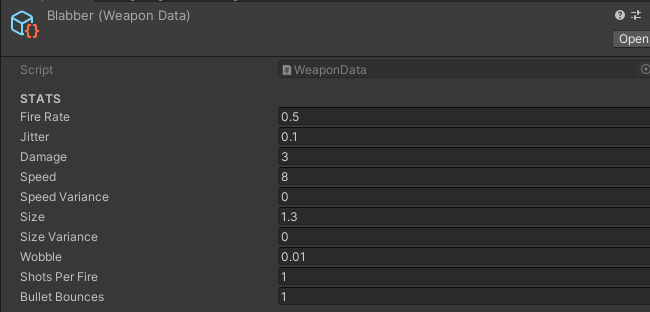 Blabber (Weapon Data)
Open
Script WeaponData
STATS
Fire Rate 0.5
Jitter 0.1
Damage 3
Speed 8
Speed Variance 0
Size 1.3
Size Variance 0
Wobble 0.01
Shots Per Fire 1
Bullet Bounces 1